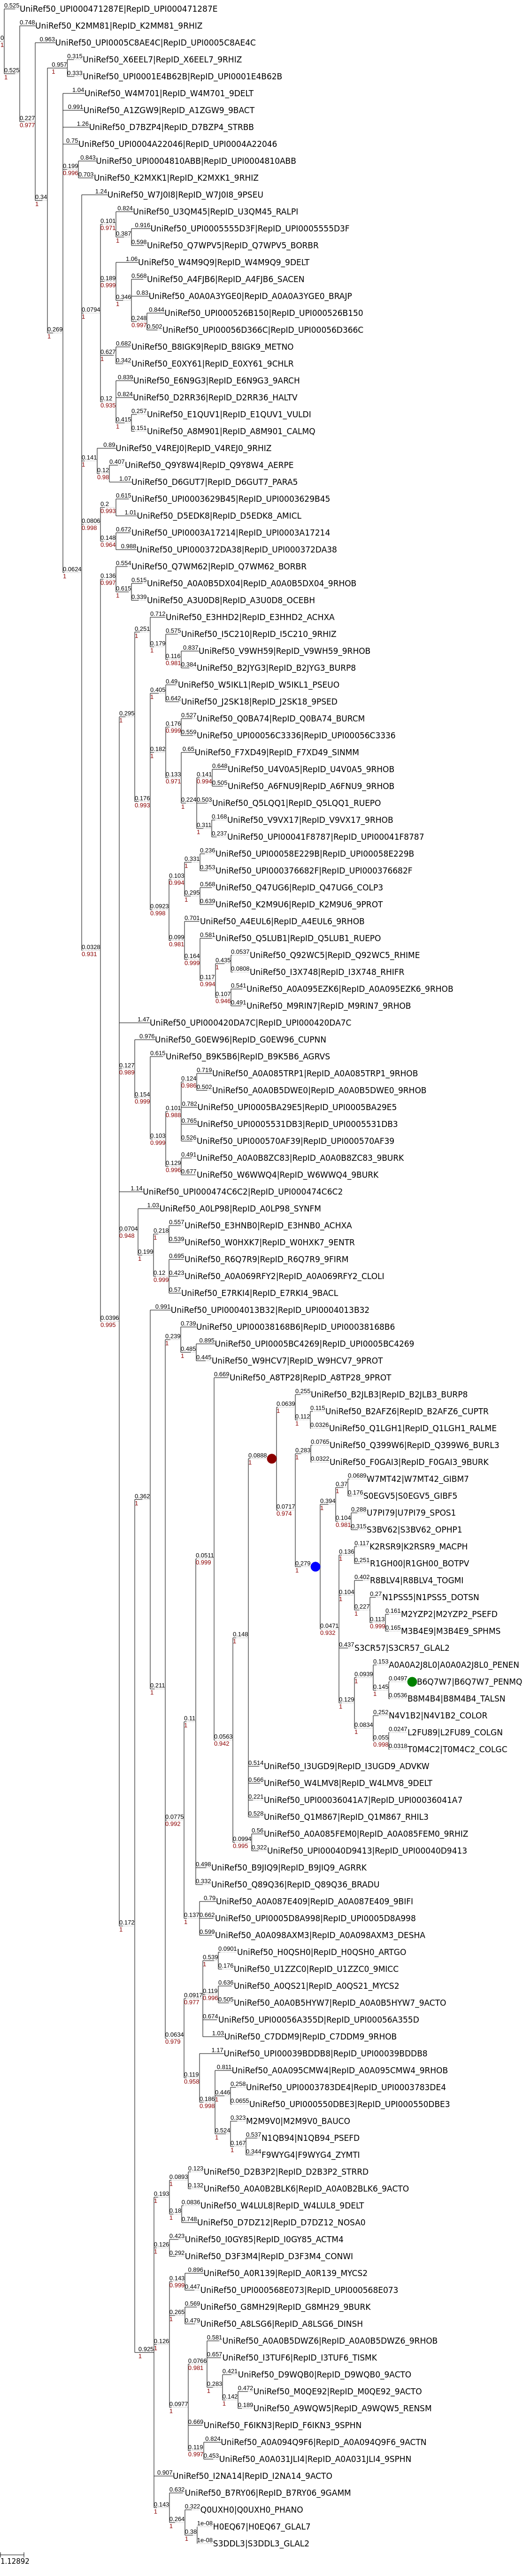 0.525 UniRef50_UPI000471287E|RepID_UPI000471287E
0.748 UniRef50_K2MM81|RepID_K2MM81_9RHIZ
0
1
0.963 UniRef50_UPI0005C8AE4C|RepID_UPI0005C8AE4C
0.315 UniRef50_X6EEL7|RepID_X6EEL7_9RHIZ
0.957
1
0.525
1
0.333 UniRef50_UPI0001E4B62B|RepID_UPI0001E4B62B
1.04 UniRef50_W4M701|RepID_W4M701_9DELT
0.991 UniRef50_A1ZGW9|RepID_A1ZGW9_9BACT
0.227
0.977
1.26 UniRef50_D7BZP4|RepID_D7BZP4_STRBB
0.75 UniRef50_UPI0004A22046|RepID_UPI0004A22046
0.843 UniRef50_UPI0004810ABB|RepID_UPI0004810ABB
0.199
0.996
0.703 UniRef50_K2MXK1|RepID_K2MXK1_9RHIZ
1.24 UniRef50_W7J0I8|RepID_W7J0I8_9PSEU
0.34
1
0.824 UniRef50_U3QM45|RepID_U3QM45_RALPI
0.101
0.971
0.916 UniRef50_UPI0005555D3F|RepID_UPI0005555D3F
0.387
1
0.598 UniRef50_Q7WPV5|RepID_Q7WPV5_BORBR
1.06 UniRef50_W4M9Q9|RepID_W4M9Q9_9DELT
0.189
0.999
0.568 UniRef50_A4FJB6|RepID_A4FJB6_SACEN
0.346
1
0.83 UniRef50_A0A0A3YGE0|RepID_A0A0A3YGE0_BRAJP
0.844 UniRef50_UPI000526B150|RepID_UPI000526B150
0.0794
1
0.248
0.997
0.502 UniRef50_UPI00056D366C|RepID_UPI00056D366C
0.269
1
0.682 UniRef50_B8IGK9|RepID_B8IGK9_METNO
0.627
1
0.342 UniRef50_E0XY61|RepID_E0XY61_9CHLR
0.839 UniRef50_E6N9G3|RepID_E6N9G3_9ARCH
0.12
0.935
0.824 UniRef50_D2RR36|RepID_D2RR36_HALTV
0.257 UniRef50_E1QUV1|RepID_E1QUV1_VULDI
0.415
1
0.151 UniRef50_A8M901|RepID_A8M901_CALMQ
0.89 UniRef50_V4REJ0|RepID_V4REJ0_9RHIZ
0.141
1
0.407 UniRef50_Q9Y8W4|RepID_Q9Y8W4_AERPE
0.12
0.98
1.07 UniRef50_D6GUT7|RepID_D6GUT7_PARA5
0.615 UniRef50_UPI0003629B45|RepID_UPI0003629B45
0.2
0.993
1.01 UniRef50_D5EDK8|RepID_D5EDK8_AMICL
0.0806
0.998
0.672 UniRef50_UPI0003A17214|RepID_UPI0003A17214
0.148
0.964
0.988 UniRef50_UPI000372DA38|RepID_UPI000372DA38
0.554 UniRef50_Q7WM62|RepID_Q7WM62_BORBR
0.0624
1
0.136
0.997
0.515 UniRef50_A0A0B5DX04|RepID_A0A0B5DX04_9RHOB
0.615
1
0.339 UniRef50_A3U0D8|RepID_A3U0D8_OCEBH
0.712 UniRef50_E3HHD2|RepID_E3HHD2_ACHXA
0.251
1
0.575 UniRef50_I5C210|RepID_I5C210_9RHIZ
0.179
1
0.837 UniRef50_V9WH59|RepID_V9WH59_9RHOB
0.116
0.981
0.384 UniRef50_B2JYG3|RepID_B2JYG3_BURP8
0.49 UniRef50_W5IKL1|RepID_W5IKL1_PSEUO
0.405
1
0.642 UniRef50_J2SK18|RepID_J2SK18_9PSED
0.295
1
0.527 UniRef50_Q0BA74|RepID_Q0BA74_BURCM
0.176
0.999
0.559 UniRef50_UPI00056C3336|RepID_UPI00056C3336
0.182
1
0.65 UniRef50_F7XD49|RepID_F7XD49_SINMM
0.648 UniRef50_U4V0A5|RepID_U4V0A5_9RHOB
0.133
0.971
0.141
0.994
0.505 UniRef50_A6FNU9|RepID_A6FNU9_9RHOB
0.176
0.993
0.224
1
0.503 UniRef50_Q5LQQ1|RepID_Q5LQQ1_RUEPO
0.168 UniRef50_V9VX17|RepID_V9VX17_9RHOB
0.311
1
0.237 UniRef50_UPI00041F8787|RepID_UPI00041F8787
0.236 UniRef50_UPI00058E229B|RepID_UPI00058E229B
0.331
1
0.353 UniRef50_UPI000376682F|RepID_UPI000376682F
0.103
0.994
0.568 UniRef50_Q47UG6|RepID_Q47UG6_COLP3
0.295
1
0.639 UniRef50_K2M9U6|RepID_K2M9U6_9PROT
0.0923
0.998
0.701 UniRef50_A4EUL6|RepID_A4EUL6_9RHOB
0.099
0.981
0.581 UniRef50_Q5LUB1|RepID_Q5LUB1_RUEPO
0.0328
0.931
0.164
0.999
0.0537 UniRef50_Q92WC5|RepID_Q92WC5_RHIME
0.435
1
0.0808 UniRef50_I3X748|RepID_I3X748_RHIFR
0.117
0.994
0.541 UniRef50_A0A095EZK6|RepID_A0A095EZK6_9RHOB
0.107
0.946
0.491 UniRef50_M9RIN7|RepID_M9RIN7_9RHOB
1.47 UniRef50_UPI000420DA7C|RepID_UPI000420DA7C
0.976 UniRef50_G0EW96|RepID_G0EW96_CUPNN
0.615 UniRef50_B9K5B6|RepID_B9K5B6_AGRVS
0.127
0.989
0.719 UniRef50_A0A085TRP1|RepID_A0A085TRP1_9RHOB
0.124
0.986
0.502 UniRef50_A0A0B5DWE0|RepID_A0A0B5DWE0_9RHOB
0.154
0.999
0.101
0.988
0.782 UniRef50_UPI0005BA29E5|RepID_UPI0005BA29E5
0.765 UniRef50_UPI0005531DB3|RepID_UPI0005531DB3
0.103
0.999
0.526 UniRef50_UPI000570AF39|RepID_UPI000570AF39
0.491 UniRef50_A0A0B8ZC83|RepID_A0A0B8ZC83_9BURK
0.129
0.996
0.677 UniRef50_W6WWQ4|RepID_W6WWQ4_9BURK
1.14 UniRef50_UPI000474C6C2|RepID_UPI000474C6C2
1.03 UniRef50_A0LP98|RepID_A0LP98_SYNFM
0.557 UniRef50_E3HNB0|RepID_E3HNB0_ACHXA
0.0704
0.948
0.218
1
0.539 UniRef50_W0HXK7|RepID_W0HXK7_9ENTR
0.199
1
0.695 UniRef50_R6Q7R9|RepID_R6Q7R9_9FIRM
0.12
0.999
0.423 UniRef50_A0A069RFY2|RepID_A0A069RFY2_CLOLI
0.57 UniRef50_E7RKI4|RepID_E7RKI4_9BACL
0.991 UniRef50_UPI0004013B32|RepID_UPI0004013B32
0.0396
0.995
0.739 UniRef50_UPI00038168B6|RepID_UPI00038168B6
0.239
1
0.895 UniRef50_UPI0005BC4269|RepID_UPI0005BC4269
0.485
1
0.445 UniRef50_W9HCV7|RepID_W9HCV7_9PROT
0.669 UniRef50_A8TP28|RepID_A8TP28_9PROT
0.255 UniRef50_B2JLB3|RepID_B2JLB3_BURP8
0.0639
1
0.115 UniRef50_B2AFZ6|RepID_B2AFZ6_CUPTR
0.112
1
0.0326 UniRef50_Q1LGH1|RepID_Q1LGH1_RALME
0.0765 UniRef50_Q399W6|RepID_Q399W6_BURL3
0.283
1
0.0322 UniRef50_F0GAI3|RepID_F0GAI3_9BURK
0.0888
1
0.0689 W7MT42|W7MT42_GIBM7
0.37
1
0.176 S0EGV5|S0EGV5_GIBF5
0.362
1
0.0717
0.974
0.394
1
0.288 U7PI79|U7PI79_SPOS1
0.104
0.981
0.315 S3BV62|S3BV62_OPHP1
0.117 K2RSR9|K2RSR9_MACPH
0.136
1
0.251 R1GH00|R1GH00_BOTPV
0.0511
0.999
0.279
1
0.402 R8BLV4|R8BLV4_TOGMI
0.104
1
0.27 N1PSS5|N1PSS5_DOTSN
0.227
1
0.161 M2YZP2|M2YZP2_PSEFD
0.113
0.999
0.165 M3B4E9|M3B4E9_SPHMS
0.0471
0.932
0.148
1
0.437 S3CR57|S3CR57_GLAL2
0.153 A0A0A2J8L0|A0A0A2J8L0_PENEN
0.0939
1
0.0497 B6Q7W7|B6Q7W7_PENMQ
0.211
1
0.145
1
0.0536 B8M4B4|B8M4B4_TALSN
0.129
1
0.252 N4V1B2|N4V1B2_COLOR
0.0834
1
0.0247 L2FU89|L2FU89_COLGN
0.11
1
0.0563
0.942
0.055
0.998
0.0318 T0M4C2|T0M4C2_COLGC
0.514 UniRef50_I3UGD9|RepID_I3UGD9_ADVKW
0.566 UniRef50_W4LMV8|RepID_W4LMV8_9DELT
0.221 UniRef50_UPI00036041A7|RepID_UPI00036041A7
0.528 UniRef50_Q1M867|RepID_Q1M867_RHIL3
0.0775
0.992
0.56 UniRef50_A0A085FEM0|RepID_A0A085FEM0_9RHIZ
0.0994
0.995
0.322 UniRef50_UPI00040D9413|RepID_UPI00040D9413
0.498 UniRef50_B9JIQ9|RepID_B9JIQ9_AGRRK
0.332 UniRef50_Q89Q36|RepID_Q89Q36_BRADU
0.79 UniRef50_A0A087E409|RepID_A0A087E409_9BIFI
0.172
1
0.137
1
0.662 UniRef50_UPI0005D8A998|RepID_UPI0005D8A998
0.599 UniRef50_A0A098AXM3|RepID_A0A098AXM3_DESHA
0.0901 UniRef50_H0QSH0|RepID_H0QSH0_ARTGO
0.539
1
0.176 UniRef50_U1ZZC0|RepID_U1ZZC0_9MICC
0.636 UniRef50_A0QS21|RepID_A0QS21_MYCS2
0.0917
0.977
0.119
0.996
0.505 UniRef50_A0A0B5HYW7|RepID_A0A0B5HYW7_9ACTO
0.674 UniRef50_UPI00056A355D|RepID_UPI00056A355D
1.03 UniRef50_C7DDM9|RepID_C7DDM9_9RHOB
0.0634
0.979
1.17 UniRef50_UPI00039BDDB8|RepID_UPI00039BDDB8
0.811 UniRef50_A0A095CMW4|RepID_A0A095CMW4_9RHOB
0.119
0.958
0.258 UniRef50_UPI0003783DE4|RepID_UPI0003783DE4
0.446
1
0.0655 UniRef50_UPI000550DBE3|RepID_UPI000550DBE3
0.186
0.998
0.323 M2M9V0|M2M9V0_BAUCO
0.524
1
0.537 N1QB94|N1QB94_PSEFD
0.167
1
0.344 F9WYG4|F9WYG4_ZYMTI
0.123 UniRef50_D2B3P2|RepID_D2B3P2_STRRD
0.0893
1
0.132 UniRef50_A0A0B2BLK6|RepID_A0A0B2BLK6_9ACTO
0.193
1
0.0836 UniRef50_W4LUL8|RepID_W4LUL8_9DELT
0.18
1
0.748 UniRef50_D7DZ12|RepID_D7DZ12_NOSA0
0.423 UniRef50_I0GY85|RepID_I0GY85_ACTM4
0.126
1
0.292 UniRef50_D3F3M4|RepID_D3F3M4_CONWI
0.896 UniRef50_A0R139|RepID_A0R139_MYCS2
0.143
0.999
0.447 UniRef50_UPI000568E073|RepID_UPI000568E073
0.569 UniRef50_G8MH29|RepID_G8MH29_9BURK
0.265
1
0.479 UniRef50_A8LSG6|RepID_A8LSG6_DINSH
0.925
1
0.126
1
0.581 UniRef50_A0A0B5DWZ6|RepID_A0A0B5DWZ6_9RHOB
0.657 UniRef50_I3TUF6|RepID_I3TUF6_TISMK
0.0766
0.981
0.421 UniRef50_D9WQB0|RepID_D9WQB0_9ACTO
0.283
1
0.472 UniRef50_M0QE92|RepID_M0QE92_9ACTO
0.142
1
0.189 UniRef50_A9WQW5|RepID_A9WQW5_RENSM
0.0977
1
0.669 UniRef50_F6IKN3|RepID_F6IKN3_9SPHN
0.824 UniRef50_A0A094Q9F6|RepID_A0A094Q9F6_9ACTN
0.119
0.997
0.453 UniRef50_A0A031JLI4|RepID_A0A031JLI4_9SPHN
0.907 UniRef50_I2NA14|RepID_I2NA14_9ACTO
0.632 UniRef50_B7RY06|RepID_B7RY06_9GAMM
0.143
1
0.322 Q0UXH0|Q0UXH0_PHANO
0.264
1
1e-08 H0EQ67|H0EQ67_GLAL7
0.38
1
1e-08 S3DDL3|S3DDL3_GLAL2
1.12892